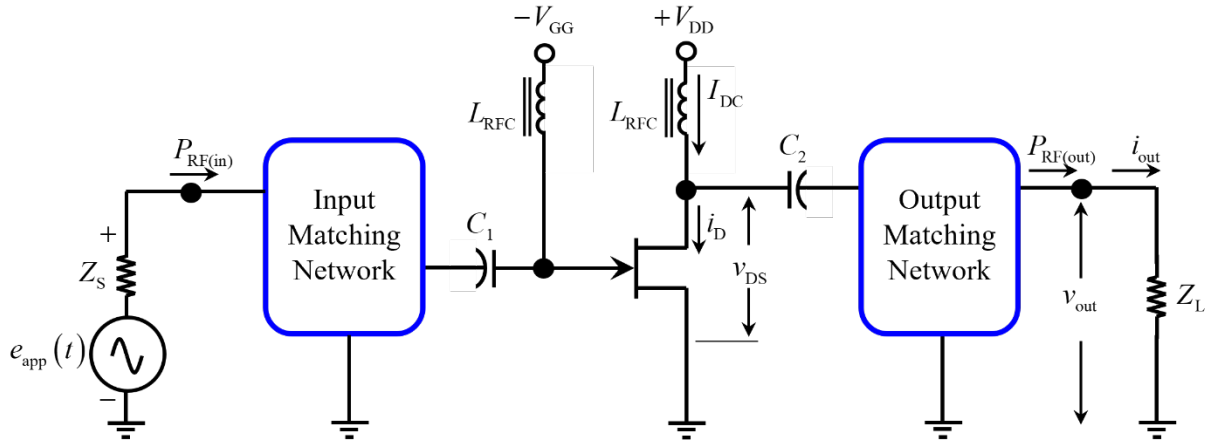 −V_GG
+V_DD
L_RFC
L_RFC
I_DC
P_RF(in)
Input
Matching
Network
C_1
C_2
Output
Matching
Network
P_RF(out)
i_out
+
Z_S
e_app(t)
−
i_D
v_DS
v_out
Z_L